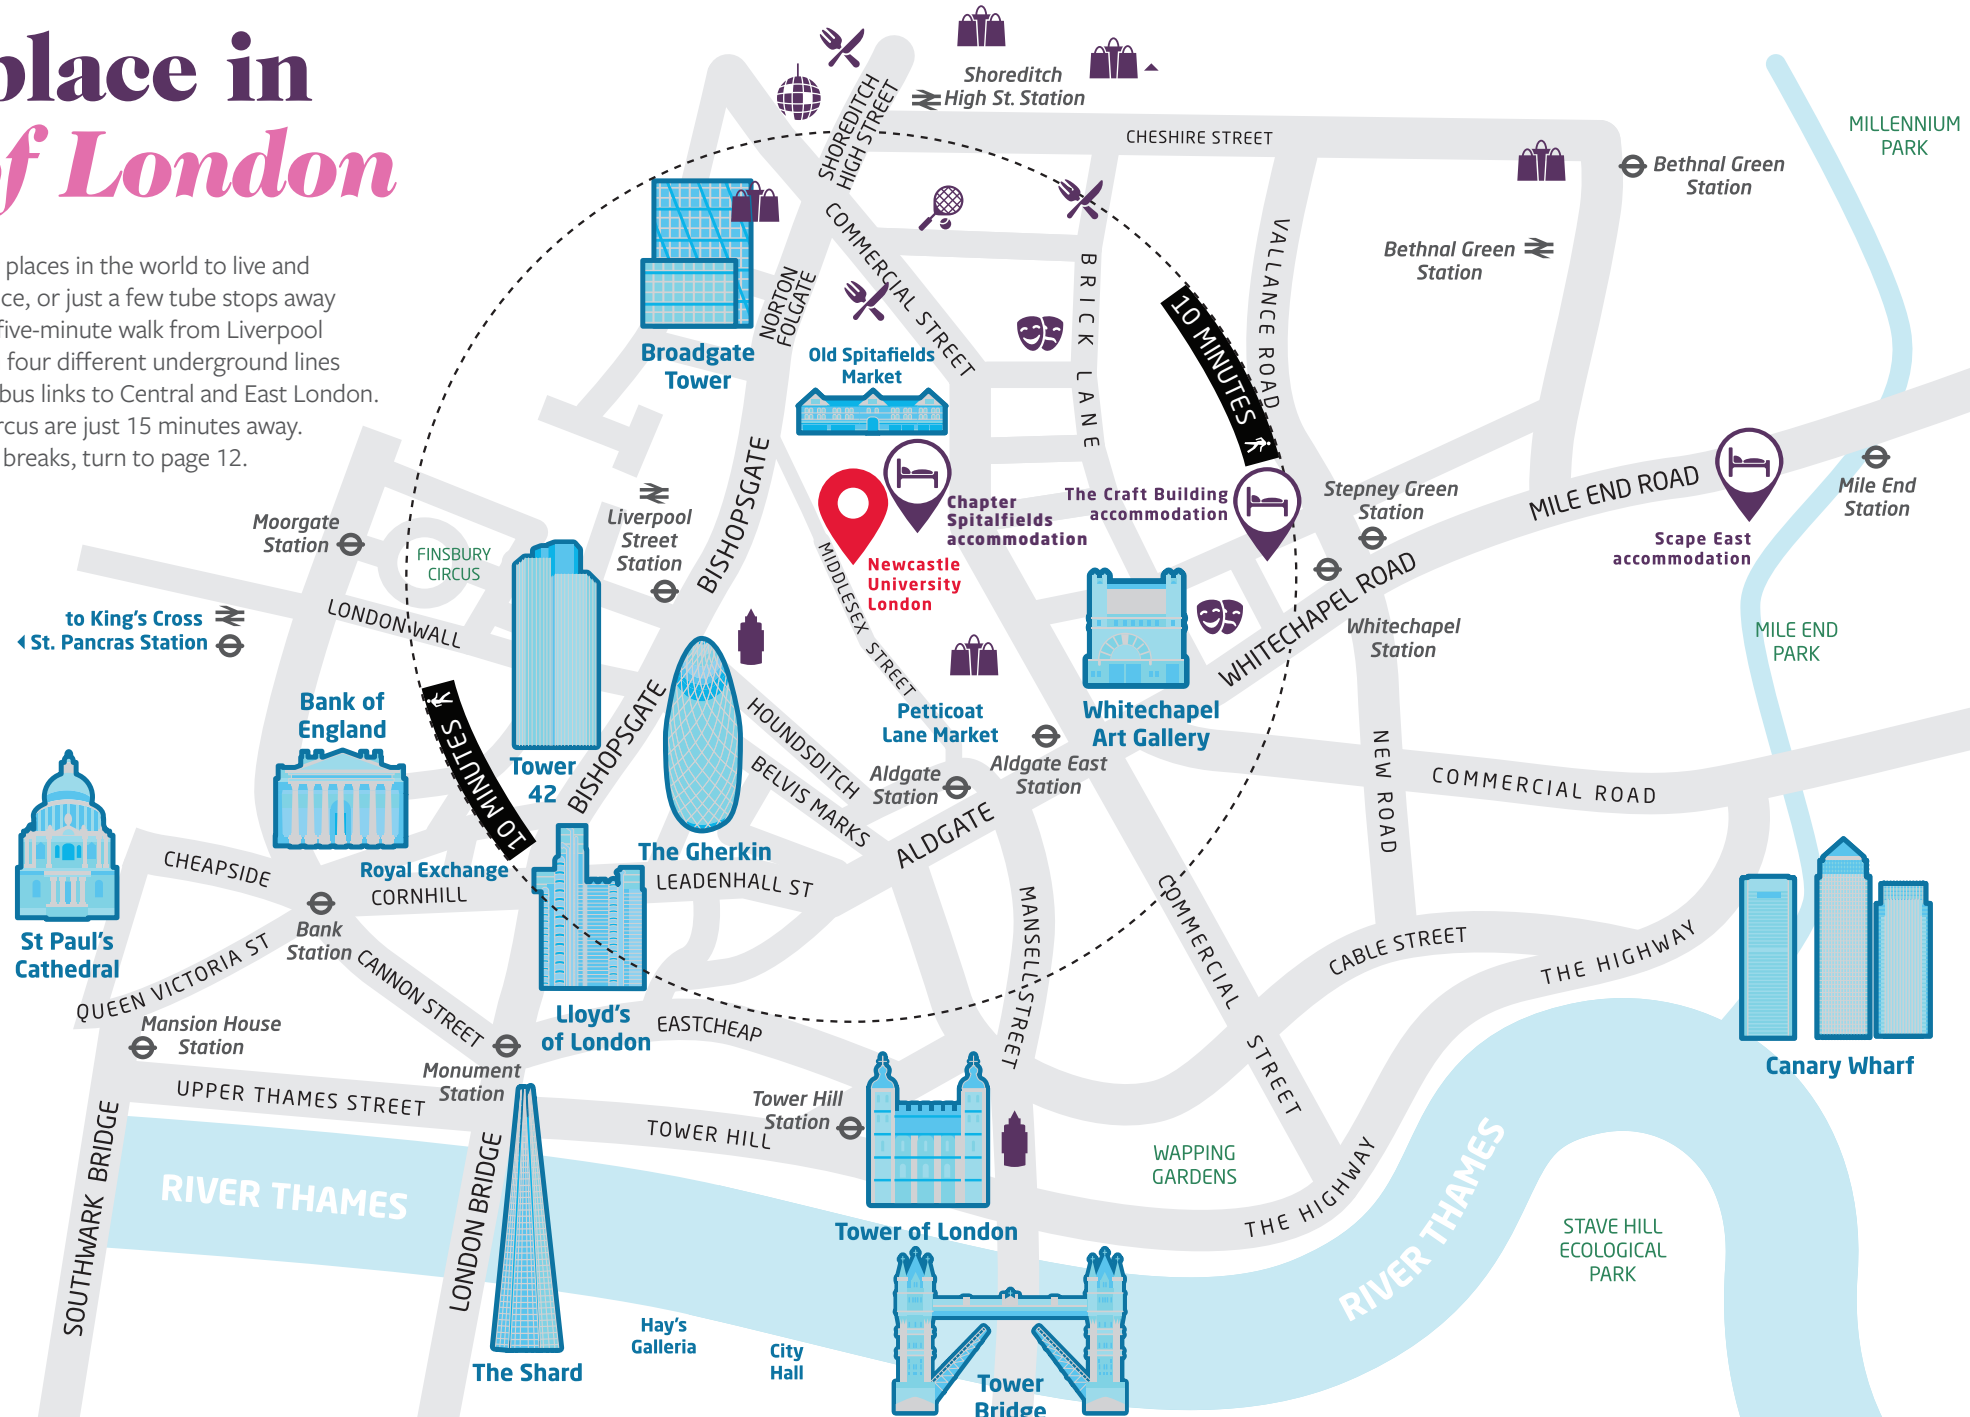 place in
of London
places in the world to live and
ce, or just a few tube stops away
five-minute walk from Liverpool
four different underground lines
bus links to Central and East London.
rcus are just 15 minutes away.
breaks, turn to page 12.
Shoreditch
High St. Station
SHOREDITCH
HIGH STREET
CHESHIRE STREET
MILLENNIUM
PARK
Bethnal Green
Station
Bethnal Green
Station
VALLANCE ROAD
BRICK LANE
COMMERCIAL STREET
NORTON
FOLGATE
10 MINUTES
Broadgate
Tower
Old Spitafields
Market
BISHOPSGATE
Chapter
Spitalfields
accommodation
The Craft Building
accommodation
Stepney Green
Station
MILE END ROAD
Mile End
Station
Scape East
accommodation
Moorgate
Station
FINSBURY
CIRCUS
Liverpool
Street
Station
Newcastle
University
London
MIDDLESEX STREET
WHITECHAPEL ROAD
Whitechapel
Station
MILE END
PARK
to King's Cross
St. Pancras Station
LONDON WALL
Bank of
England
10 MINUTES
Tower
42
BISHOPSGATE
HOUNDSDITCH
BELVIS MARKS
Petticoat
Lane Market
Whitechapel
Art Gallery
Aldgate
Station
Aldgate East
Station
ALDGATE
NEW ROAD
COMMERCIAL ROAD
CHEAPSIDE
Royal Exchange
CORNHILL
The Gherkin
LEADENHALL ST
St Paul's
Cathedral
Bank
Station
QUEEN VICTORIA ST
CANNON STREET
MANSELL STREET
COMMERCIAL STREET
CABLE STREET
THE HIGHWAY
Mansion House
Station
Lloyd's
of London
EASTCHEAP
Monument
Station
Canary Wharf
UPPER THAMES STREET
TOWER HILL
Tower Hill
Station
WAPPING
GARDENS
SOUTHWARK BRIDGE
RIVER THAMES
LONDON BRIDGE
Tower of London
THE HIGHWAY
RIVER THAMES
STAVE HILL
ECOLOGICAL
PARK
Hay's
Galleria
City
Hall
The Shard
Tower
Bridge